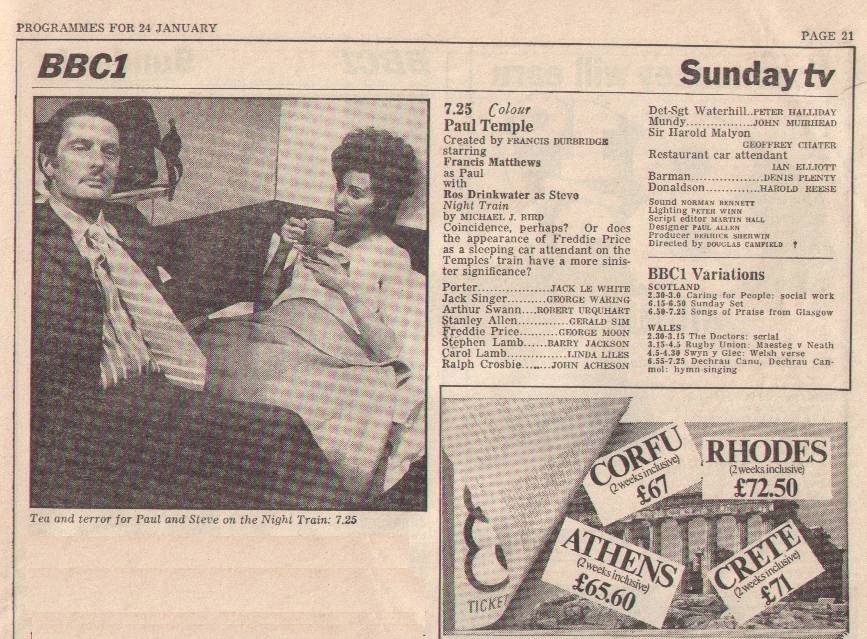 PROGRAMMES FOR 24 JANUARY
PAGE 21
BBC1
Sunday tv
7.25 Colour
Paul Temple
Created by FRANCIS DURBRIDGE
starring
Francis Matthews
as Paul
with
Ros Drinkwater as Steve
Night Train
by MICHAEL J. BIRD
Coincidence, perhaps? Or does
the appearance of Freddie Price
as a sleeping car attendant on the
Temples' train have a more sinis-
ter significance?
Porter..............JACK LE WHITE
Jack Singer..........GEORGE WARING
Arthur Swann....ROBERT URQUHART
Stanley Allen.............GERALD SIM
Freddie Price.........GEORGE MOON
Stephen Lamb......BARRY JACKSON
Carol Lamb...............LINDA LILES
Ralph Crosbie.......JOHN ACHESON
Det-Sgt Waterhill..PETER HALLIDAY
Mundy.................JOHN MUIRHEAD
Sir Harold Malyon
GEOFFREY CHATER
Restaurant car attendant
IAN ELLIOTT
Barman..................DENIS PLENTY
Donaldson.............HAROLD REESE
Sound NORMAN BENNETT
Lighting PETER WINN
Script editor MARTIN HALL
Designer PAUL ALLEN
Producer DERRICK SHERWIN
Directed by DOUGLAS CAMFIELD †
BBC1 Variations
SCOTLAND
2.30-3.0 Caring for People: social work
6.15-6.50 Sunday Set
6.50-7.25 Songs of Praise from Glasgow
WALES
2.30-3.15 The Doctors: serial
3.15-4.5 Rugby Union: Maesteg v Neath
4.5-4.30 Swyn y Glec: Welsh verse
6.55-7.25 Dechrau Canu, Dechrau Can-
mol: hymn-singing
Tea and terror for Paul and Steve on the Night Train: 7.25
CORFU
(2 weeks inclusive)
£67
RHODES
(2 weeks inclusive)
£72.50
ATHENS
(2 weeks inclusive)
£65.60
CRETE
(2 weeks inclusive)
£71
TICKET